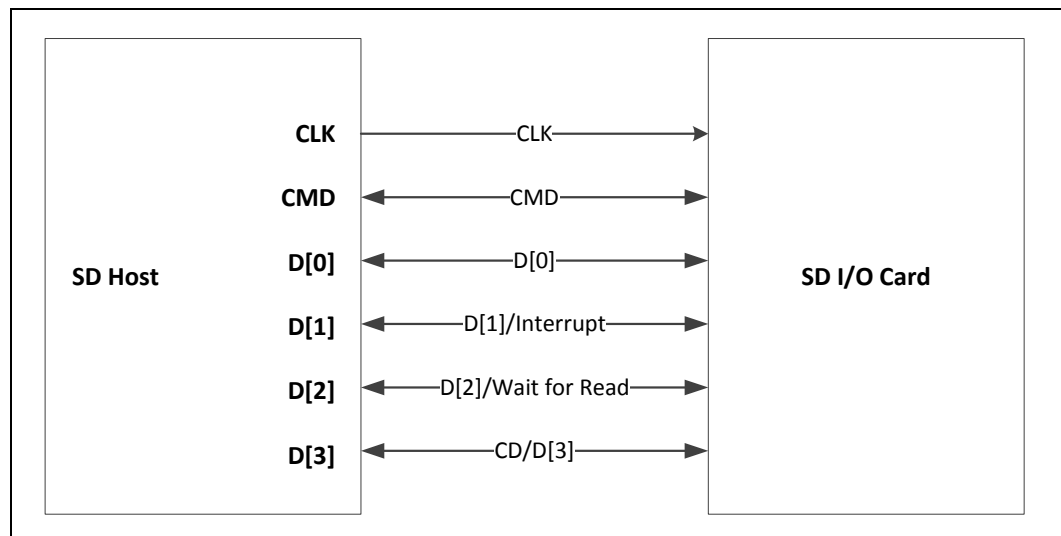 CLK CLK
CMD CMD
D[0] D[0]
SD Host SD I/O Card
D[1] D[1]/Interrupt
D[2] D[2]/Wait for Read
D[3] CD/D[3]